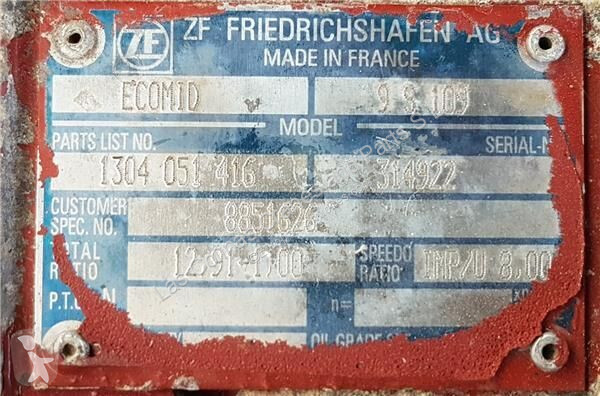 ZF
ZF FRIEDRICHSHAFEN AG
MADE IN FRANCE
ECOMID 9 S 109
MODEL
PARTS LIST NO. SERIAL-N
1304 051 416 314922
CUSTOMER SPEC. NO. 8851626
TOTAL RATIO 12.91-1.00 SPEEDO RATIO IMP/U 8.00
P.T.O. N n=
OIL GRADE